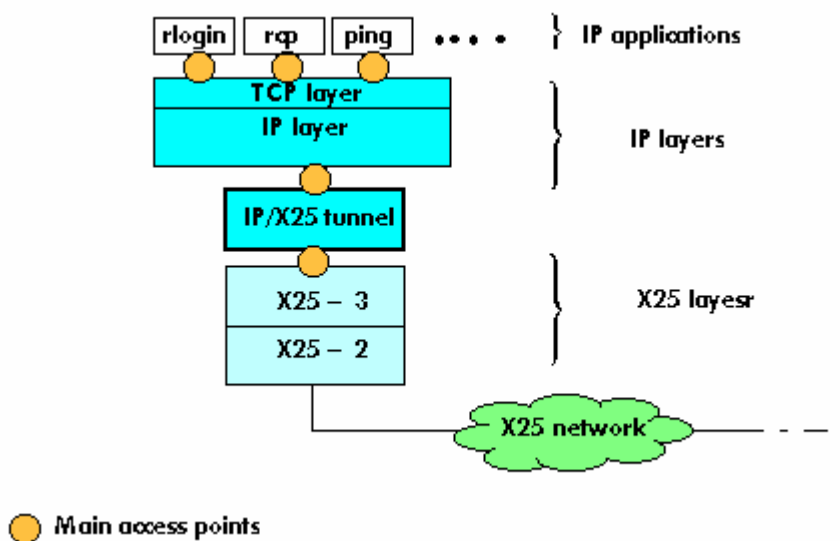 rlogin rcp ping •••• IP applications
TCP layer
IP layer
IP layers
IP/X25 tunnel
X25 – 3
X25 layesr
X25 – 2
X25 network
Main access points